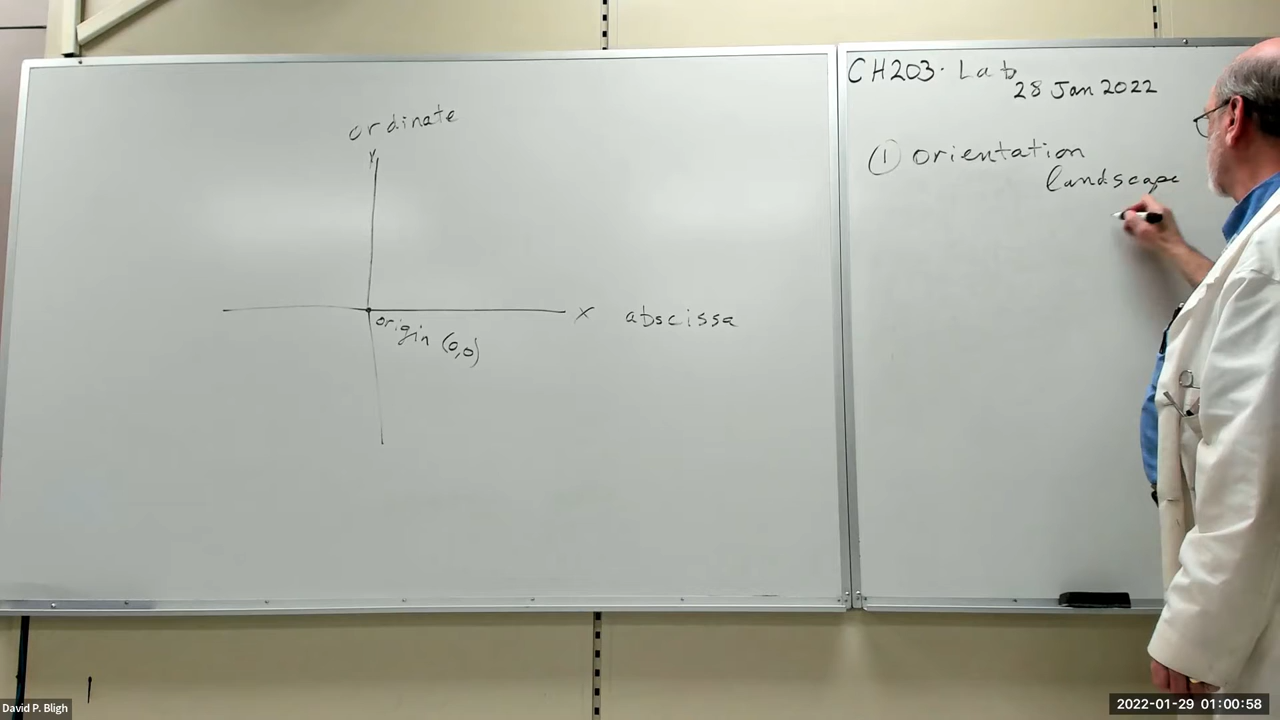 ordinate
y
x abscissa
origin (0,0)
CH203. Lab
28 Jan 2022
① orientation
landscape
David P. Bligh
2022-01-29 01:00:58